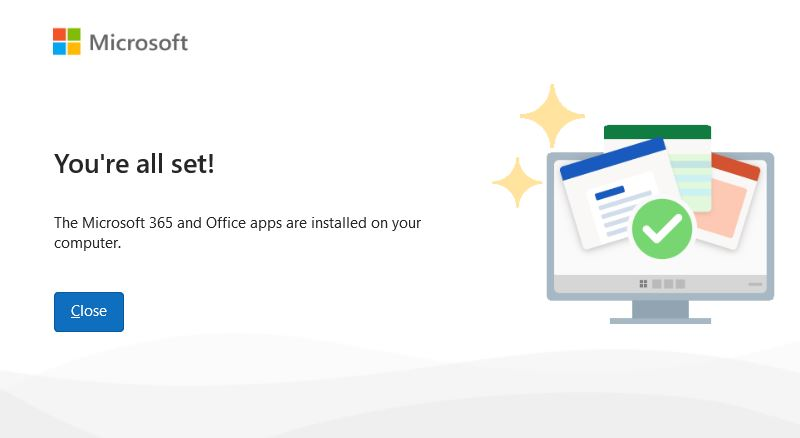 Microsoft
You're all set!
The Microsoft 365 and Office apps are installed on your
computer.
Close